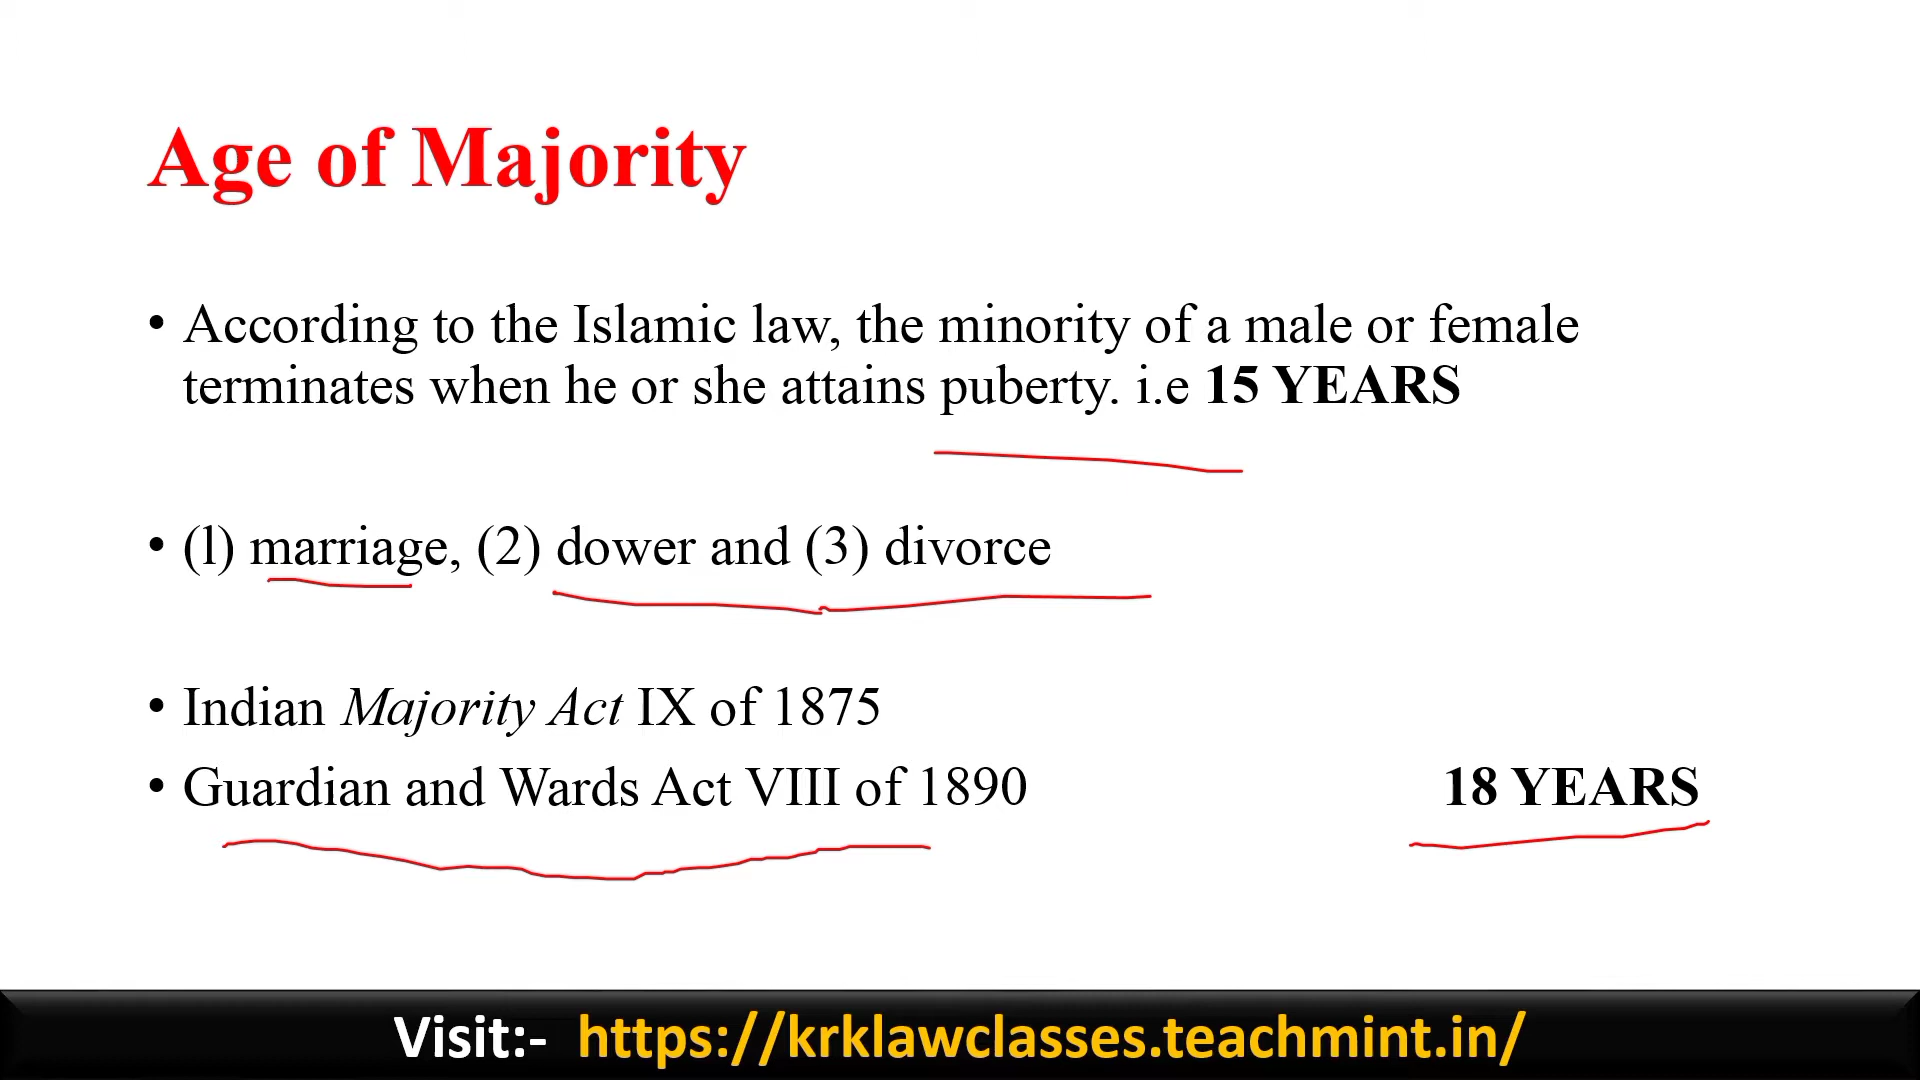 Age of Majority
• According to the Islamic law, the minority of a male or female
terminates when he or she attains puberty. i.e 15 YEARS
• (l) marriage, (2) dower and (3) divorce
• Indian Majority Act IX of 1875
• Guardian and Wards Act VIII of 1890 18 YEARS
Visit:- https://krklawclasses.teachmint.in/